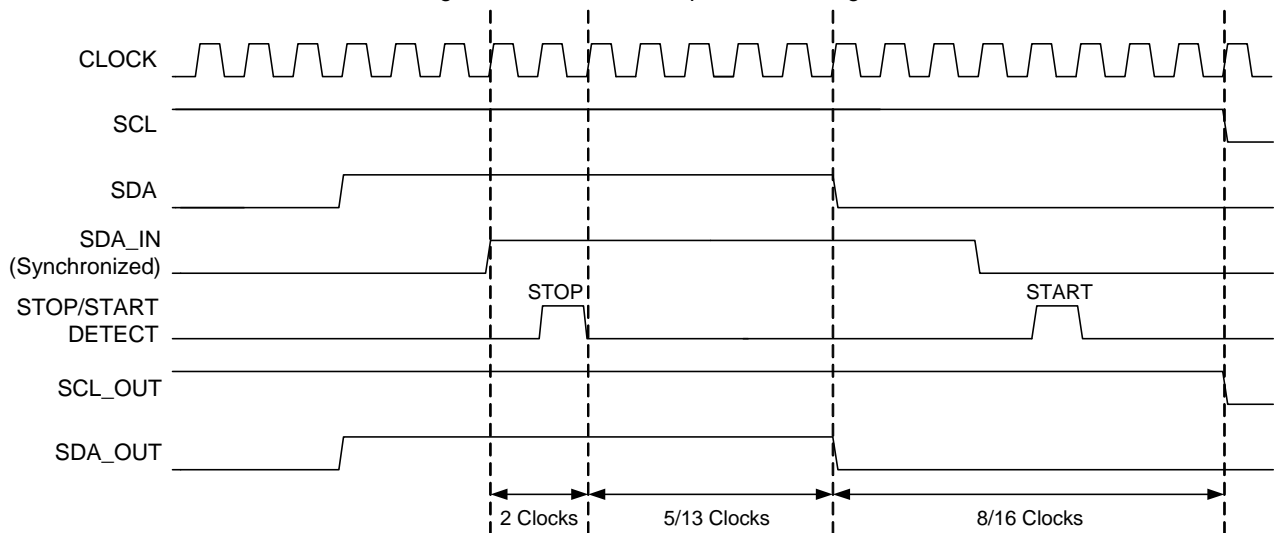 CLOCK
SCL
SDA
SDA_IN
(Synchronized)
STOP
START
STOP/START
DETECT
SCL_OUT
SDA_OUT
2 Clocks
5/13 Clocks
8/16 Clocks